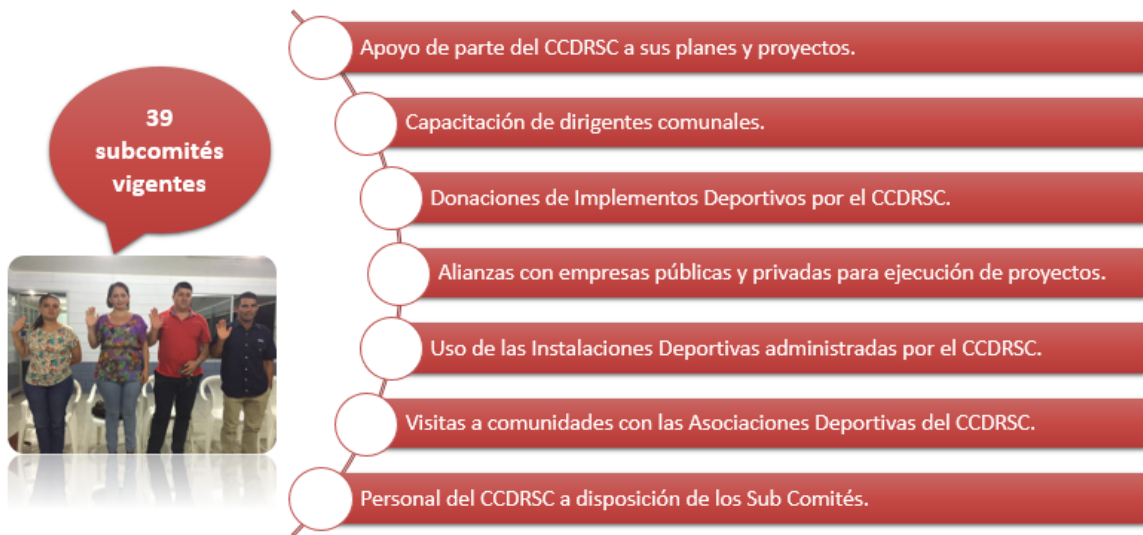 39
subcomités
vigentes
Apoyo de parte del CCDRSC a sus planes y proyectos.
Capacitación de dirigentes comunales.
Donaciones de Implementos Deportivos por el CCDRSC.
Alianzas con empresas públicas y privadas para ejecución de proyectos.
Uso de las Instalaciones Deportivas administradas por el CCDRSC.
Visitas a comunidades con las Asociaciones Deportivas del CCDRSC.
Personal del CCDRSC a disposición de los Sub Comités.